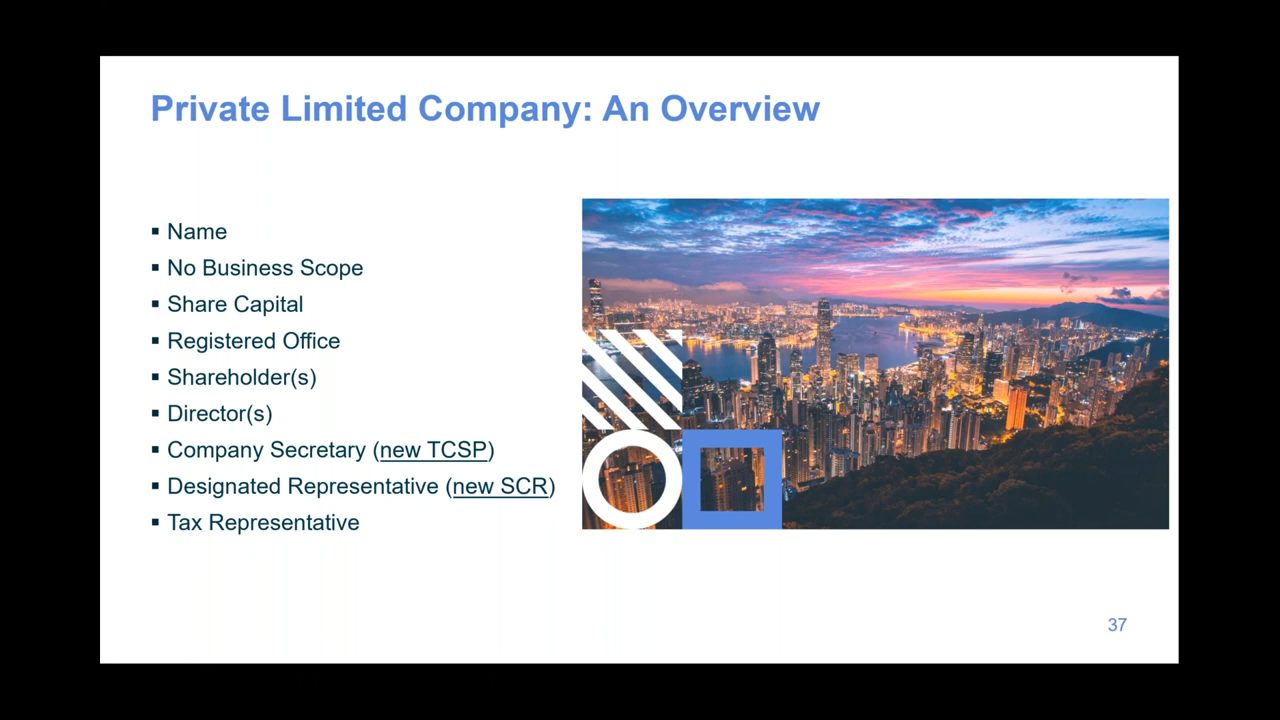 Private Limited Company: An Overview
▪ Name
▪ No Business Scope
▪ Share Capital
▪ Registered Office
▪ Shareholder(s)
▪ Director(s)
▪ Company Secretary (new TCSP)
▪ Designated Representative (new SCR)
▪ Tax Representative
37